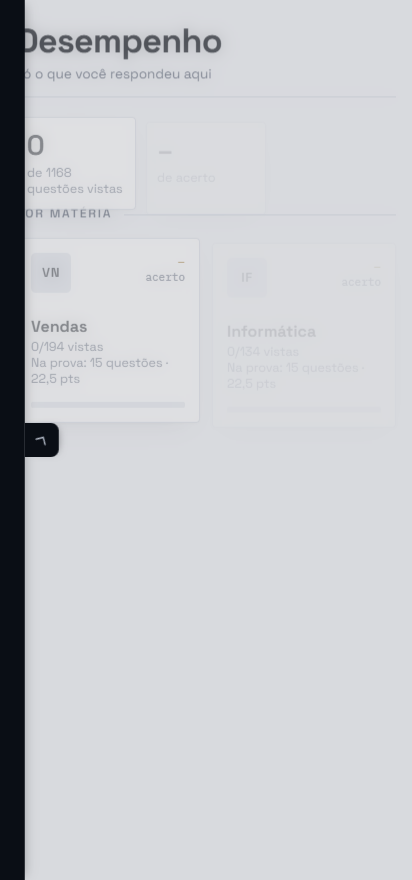 Desempenho
ó o que você respondeu aqui
0
de 1168
questões vistas
–
de acerto
OR MATÉRIA
VN
–
acerto
Vendas
0/194 vistas
Na prova: 15 questões ·
22,5 pts
IF
–
acerto
Informática
0/134 vistas
Na prova: 15 questões ·
22,5 pts